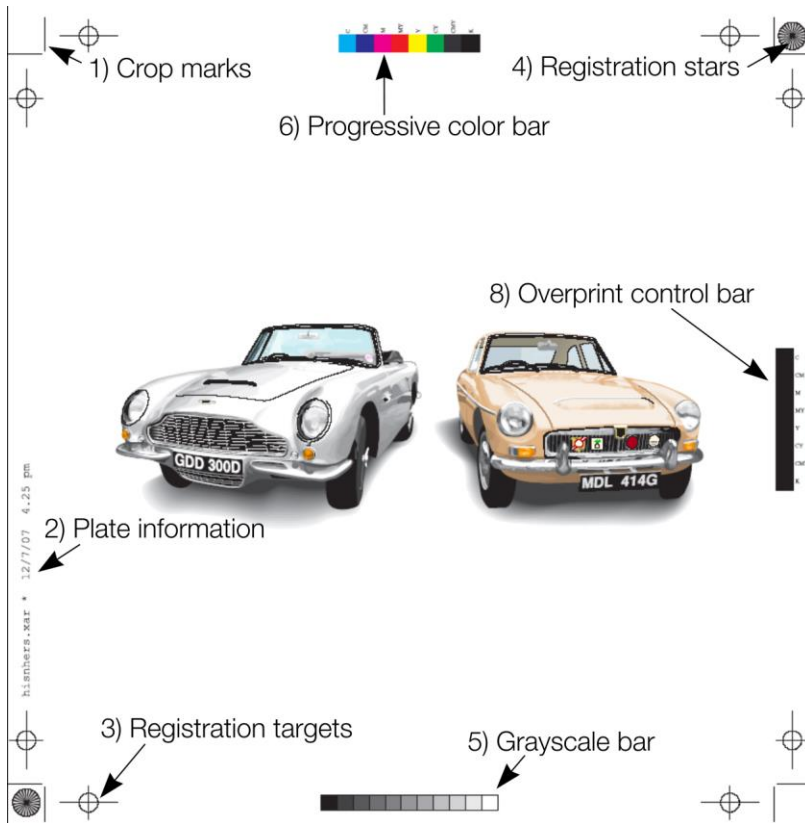 C CM M MY Y CY CMY K
1) Crop marks
4) Registration stars
6) Progressive color bar
8) Overprint control bar
C
CM
M
MY
Y
CY
CM
K
GDD 300D
MDL 414G
hisnhers.xar * 12/7/07 4.25 pm
2) Plate information
3) Registration targets
5) Grayscale bar